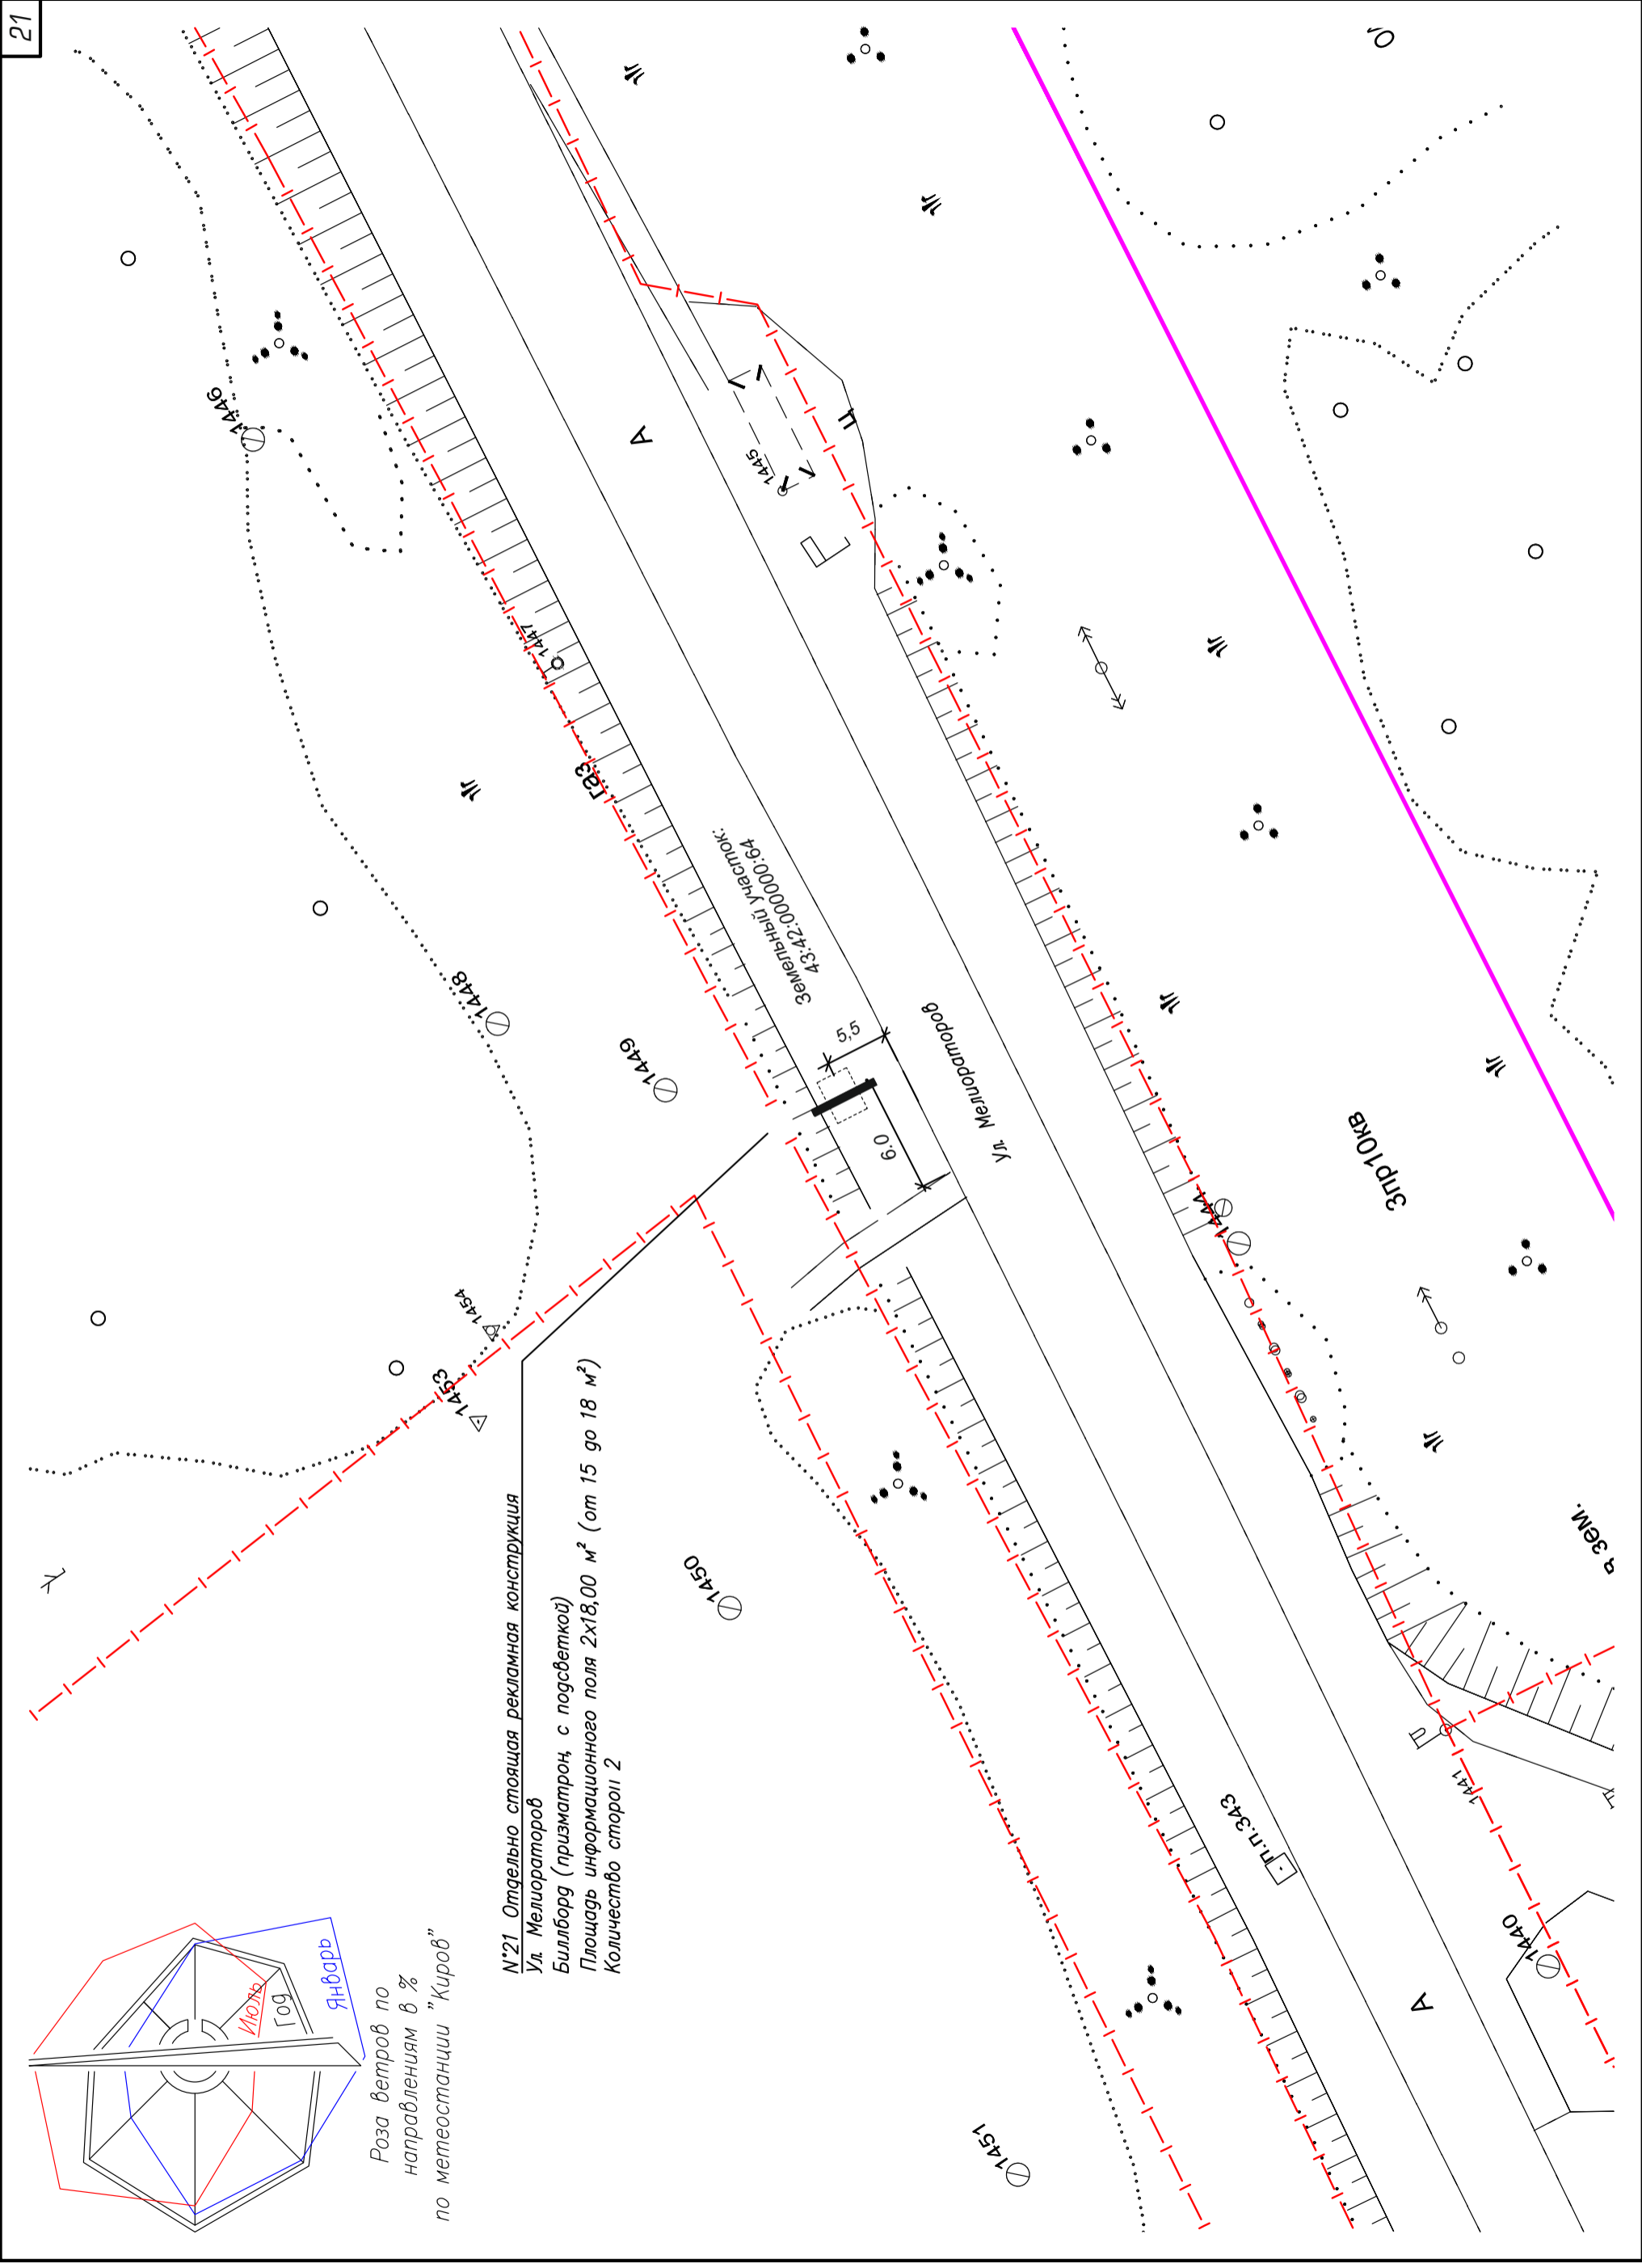 21
Июль
Год
Январь
Роза ветров по
направлениям в %
по метеостанции "Киров"
N°21 Отдельно стоящая рекламная конструкция
Ул. Мелиораторов
Биллборд (призматрон, с подсветкой)
Площадь информационного поля 2х18,00 м² (от 15 до 18 м²)
Количество сторон 2
Земельный участок:
43:42:000000:64
5,5
6.0
Ул. Мелиораторов
1446
1447
газ
1448
1449
1454
1453
1450
1451
А
1445
Ц
1444
3пр10кв
п.п.343
1441
1440
А
зем.